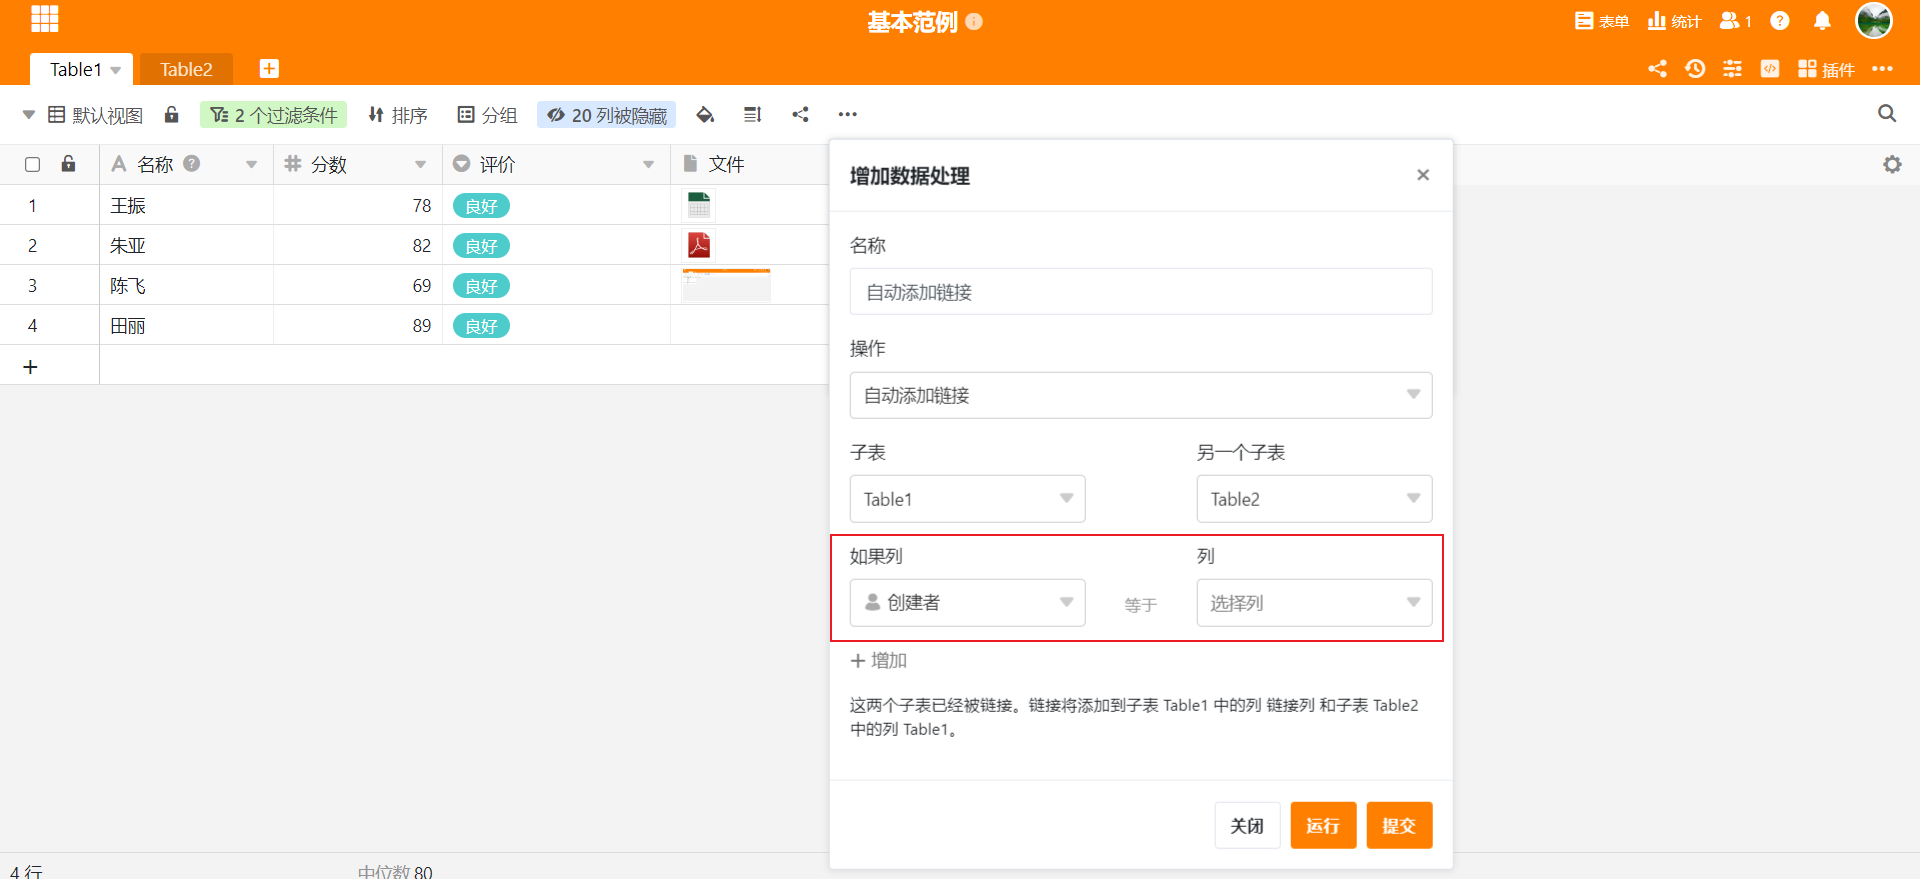 基本范例
表单
统计
1
Table1
Table2
插件
默认视图
2 个过滤条件
排序
分组
20 列被隐藏
名称
分数
评价
文件
1 王振 78 良好
2 朱亚 82 良好
3 陈飞 69 良好
4 田丽 89 良好
4 行
中位数 80
增加数据处理
名称
自动添加链接
操作
自动添加链接
子表
另一个子表
Table1
Table2
如果列
列
创建者
等于
选择列
增加
这两个子表已经被链接。链接将添加到子表 Table1 中的列 链接列 和子表 Table2
中的列 Table1。
关闭
运行
提交